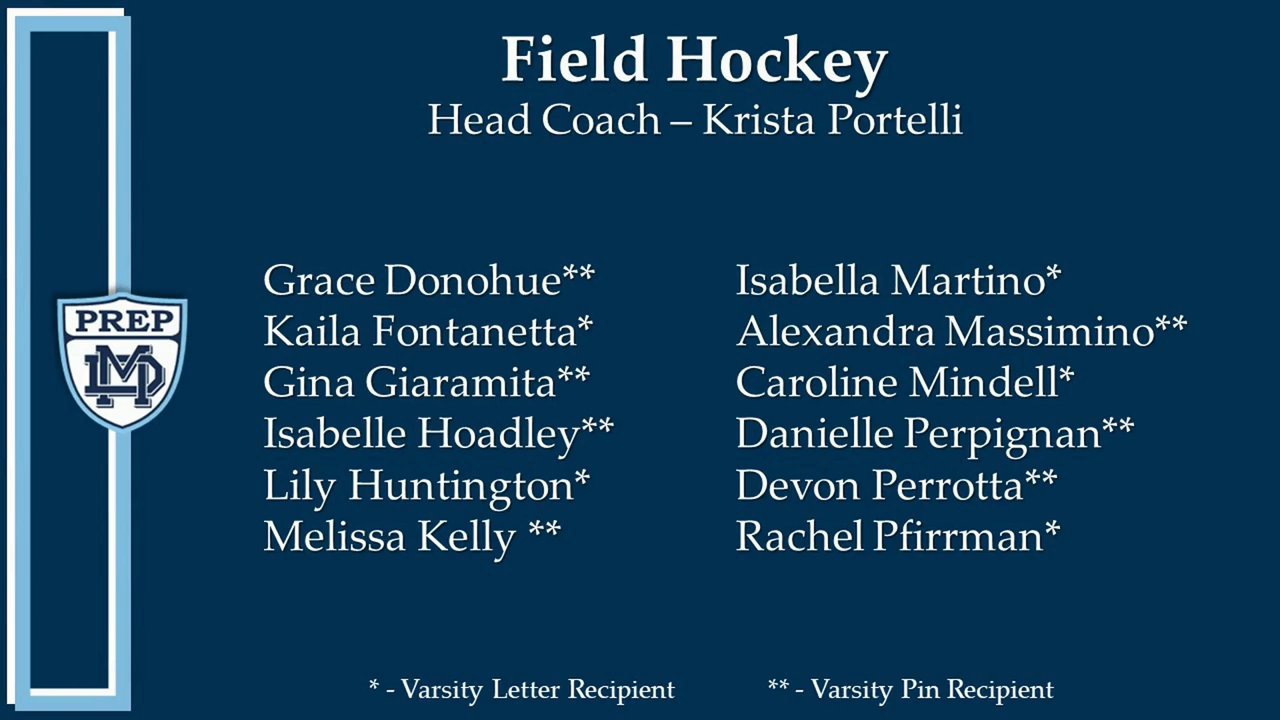 Field Hockey
Head Coach – Krista Portelli
PREP
MD
Grace Donohue**
Kaila Fontanetta*
Gina Giaramita**
Isabelle Hoadley**
Lily Huntington*
Melissa Kelly **
Isabella Martino*
Alexandra Massimino**
Caroline Mindell*
Danielle Perpignan**
Devon Perrotta**
Rachel Pfirrman*
* - Varsity Letter Recipient
** - Varsity Pin Recipient